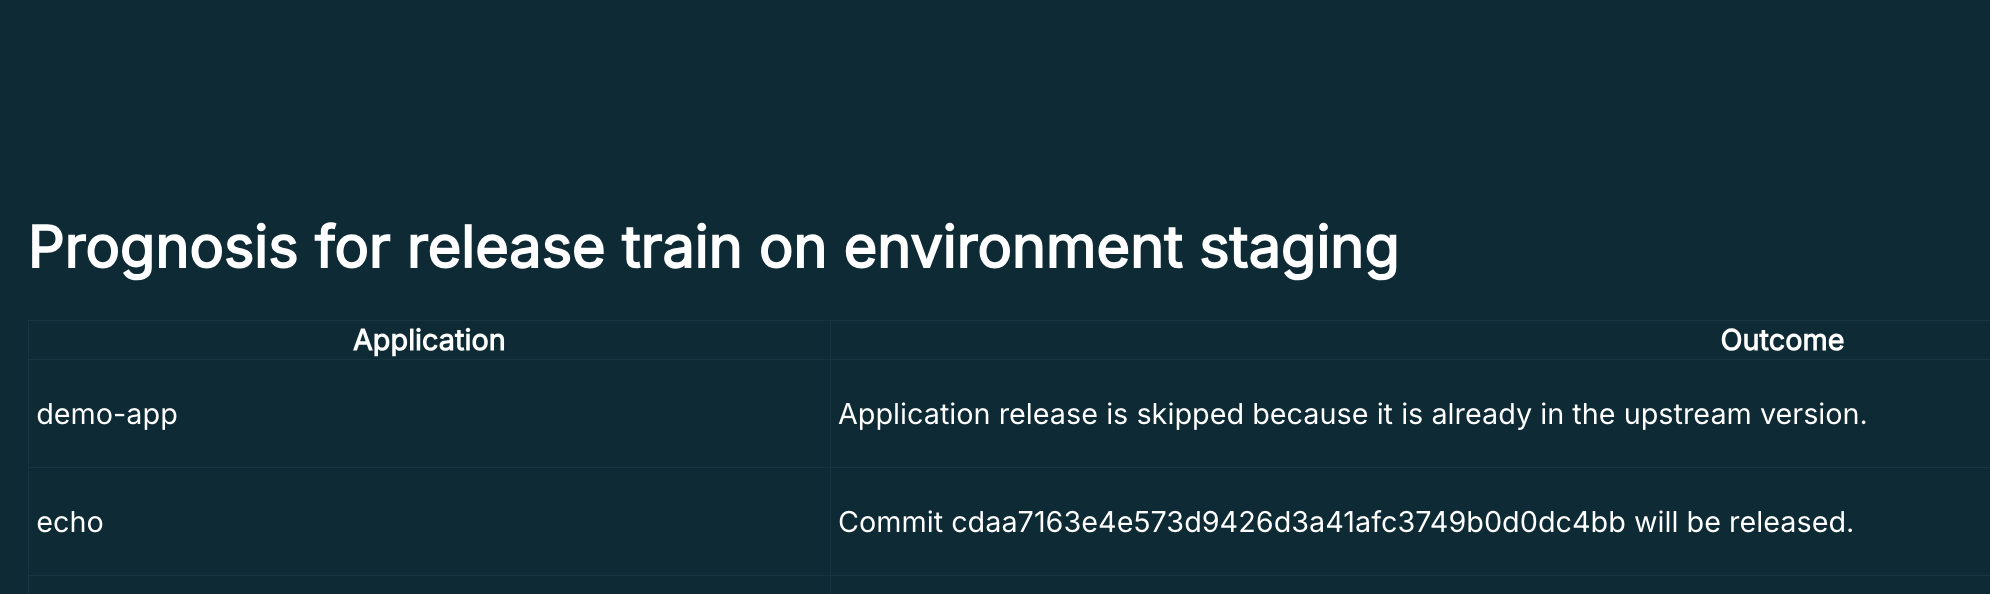 Prognosis for release train on environment staging
Application Outcome
demo-app Application release is skipped because it is already in the upstream version.
echo Commit cdaa7163e4e573d9426d3a41afc3749b0d0dc4bb will be released.